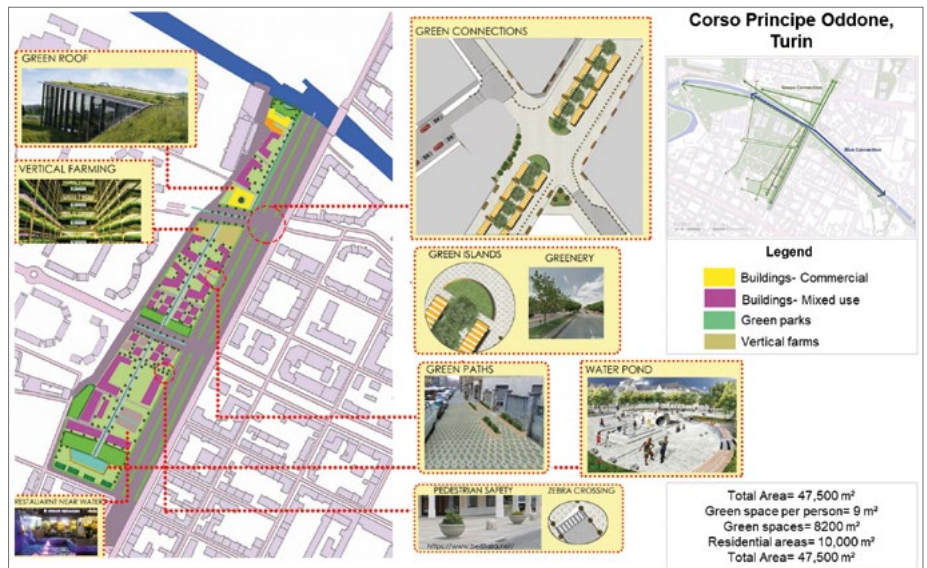 GREEN ROOF
VERTICAL FARMING
RESTAUARNT NEAR WATER
GREEN CONNECTIONS
GREEN ISLANDS
GREENERY
GREEN PATHS
WATER POND
PEDESTRIAN SAFETY
ZEBRA CROSSING
Corso Principe Oddone,
Turin
Green Connection
Blue Connection
Legend
Buildings- Commercial
Buildings- Mixed use
Green parks
Vertical farms
Total Area= 47,500 m²
Green space per person= 9 m²
Green spaces= 8200 m²
Residential areas= 10,000 m²
Total Area= 47,500 m²